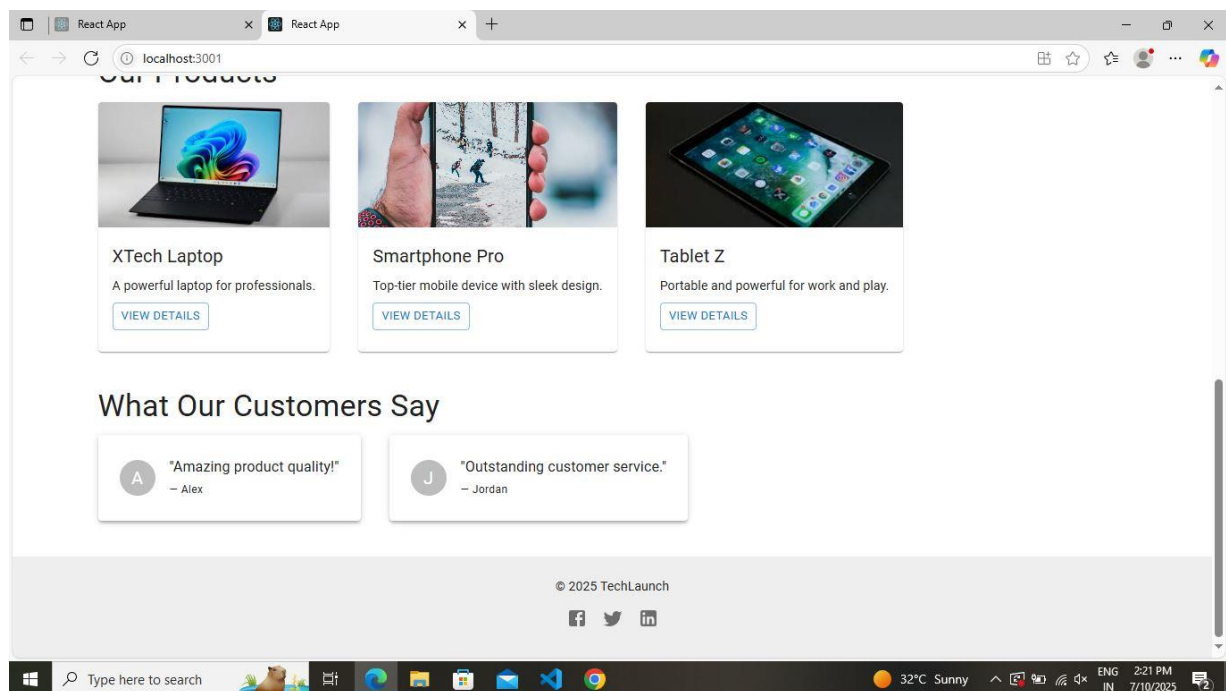 React App
React App
localhost:3001
Our Products
XTech Laptop
Smartphone Pro
Tablet Z
A powerful laptop for professionals.
Top-tier mobile device with sleek design.
Portable and powerful for work and play.
VIEW DETAILS
VIEW DETAILS
VIEW DETAILS
What Our Customers Say
A
"Amazing product quality!"
— Alex
J
"Outstanding customer service."
— Jordan
© 2025 TechLaunch
Type here to search
32°C Sunny
ENG
IN
2:21 PM
7/10/2025
2